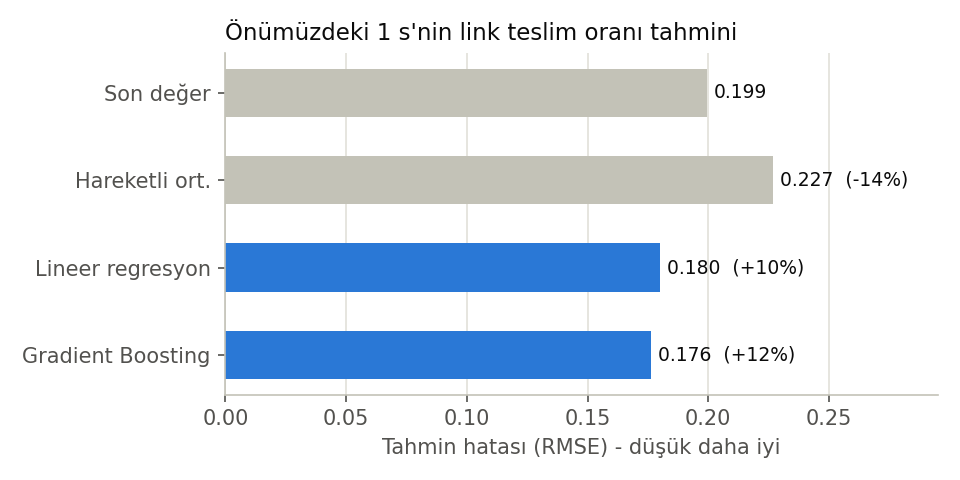 Önümüzdeki 1 s'nin link teslim oranı tahmini
Son değer
0.199
Hareketli ort.
0.227 (-14%)
Lineer regresyon
0.180 (+10%)
Gradient Boosting
0.176 (+12%)
0.00 0.05 0.10 0.15 0.20 0.25
Tahmin hatası (RMSE) - düşük daha iyi